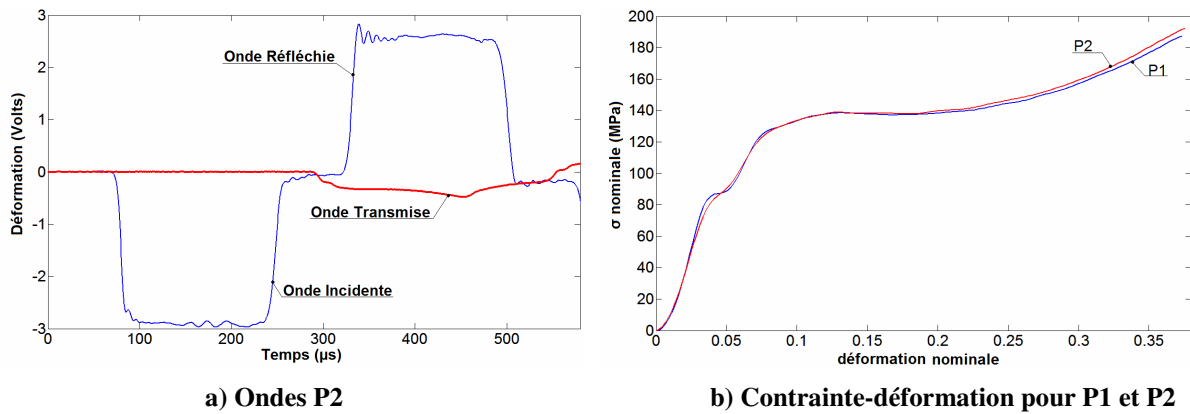 3
2
1
0
-1
-2
-3
Déformation (Volts)
Onde Réfléchie
Onde Transmise
Onde Incidente
0
100
200
300
400
500
Temps (µs)
a) Ondes P2
200
180
160
140
120
100
80
60
40
20
0
σ nominale (MPa)
P2
P1
0
0.05
0.1
0.15
0.2
0.25
0.3
0.35
déformation nominale
b) Contrainte-déformation pour P1 et P2